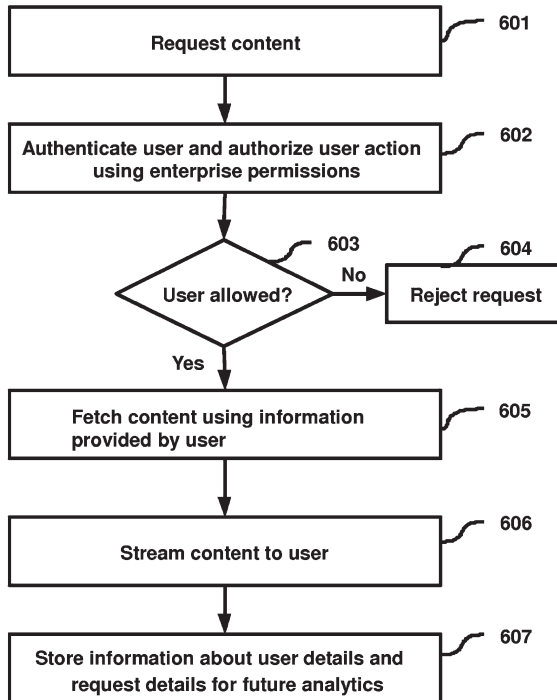 601
Request content
602
Authenticate user and authorize user action
using enterprise permissions
603
User allowed?
No
604
Reject request
Yes
605
Fetch content using information
provided by user
606
Stream content to user
607
Store information about user details and
request details for future analytics